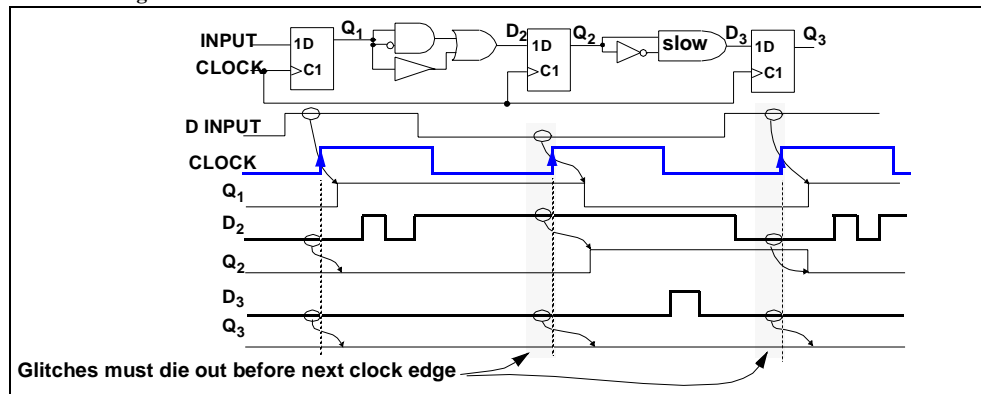 Q1 D2 Q2 D3 Q3
INPUT 1D 1D slow 1D
CLOCK C1 C1 C1
D INPUT
CLOCK
Q1
D2
Q2
D3
Q3
Glitches must die out before next clock edge